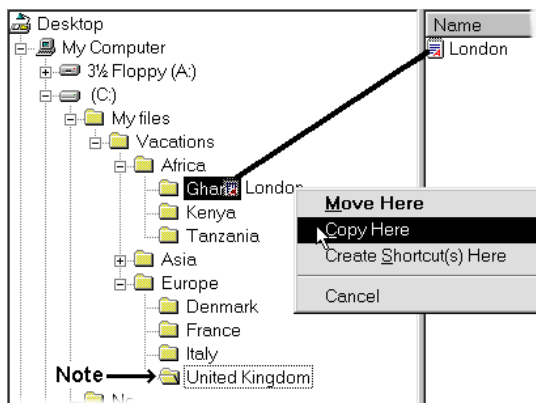 Desktop
Name
My Computer
London
3½ Floppy (A:)
(C:)
My files
Vacations
Africa
Ghana London
Move Here
Kenya
Copy Here
Tanzania
Create Shortcut(s) Here
Asia
Europe
Cancel
Denmark
France
Italy
Note United Kingdom